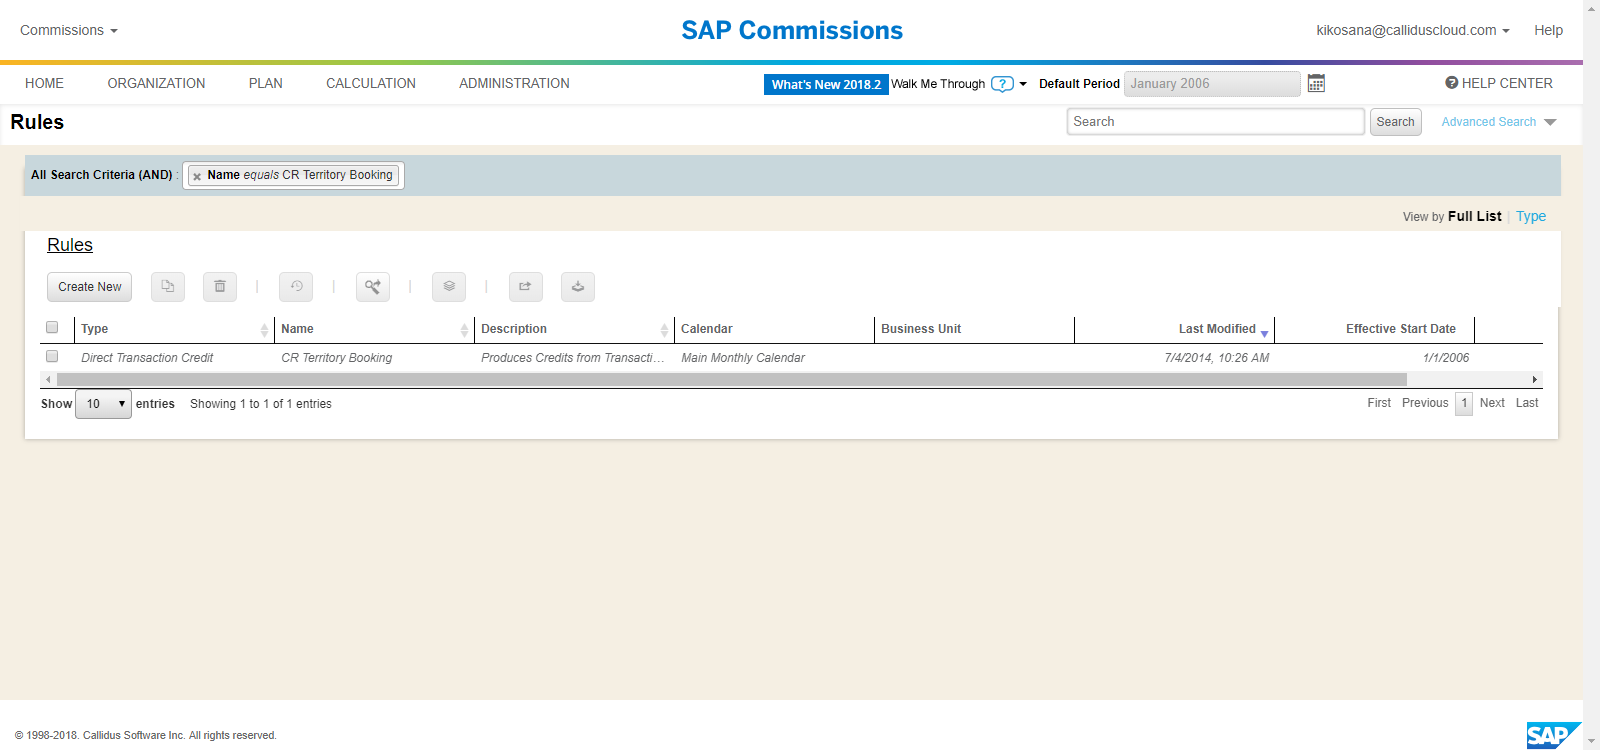 Commissions
SAP Commissions
kikosana@calliduscloud.com
Help
HOME ORGANIZATION PLAN CALCULATION ADMINISTRATION
What's New 2018.2 Walk Me Through ? Default Period January 2006
HELP CENTER
Rules
Search Search Advanced Search
All Search Criteria (AND) : Name equals CR Territory Booking
View by Full List | Type
Rules
Create New
Type Name Description Calendar Business Unit Last Modified Effective Start Date
Direct Transaction Credit CR Territory Booking Produces Credits from Transacti... Main Monthly Calendar 7/4/2014, 10:26 AM 1/1/2006
Show 10 entries Showing 1 to 1 of 1 entries First Previous 1 Next Last
© 1998-2018. Callidus Software Inc. All rights reserved.
SAP